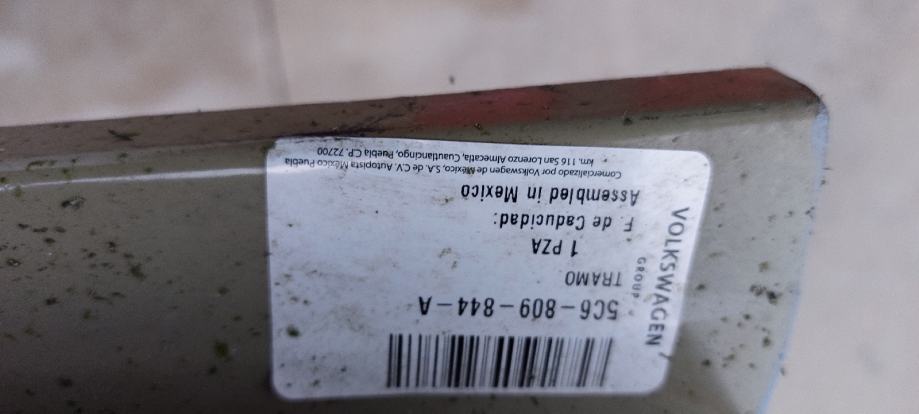 VOLKSWAGEN
GROUP
5C6-809-844-A
TRAMO
1 PZA
F. de Caducidad:
Assembled in Mexico
Comercializado por Volkswagen de México, S.A. de C.V. Autopista México Puebla
km. 116 San Lorenzo Almecatla, Cuautlancingo, Puebla C.P. 72700